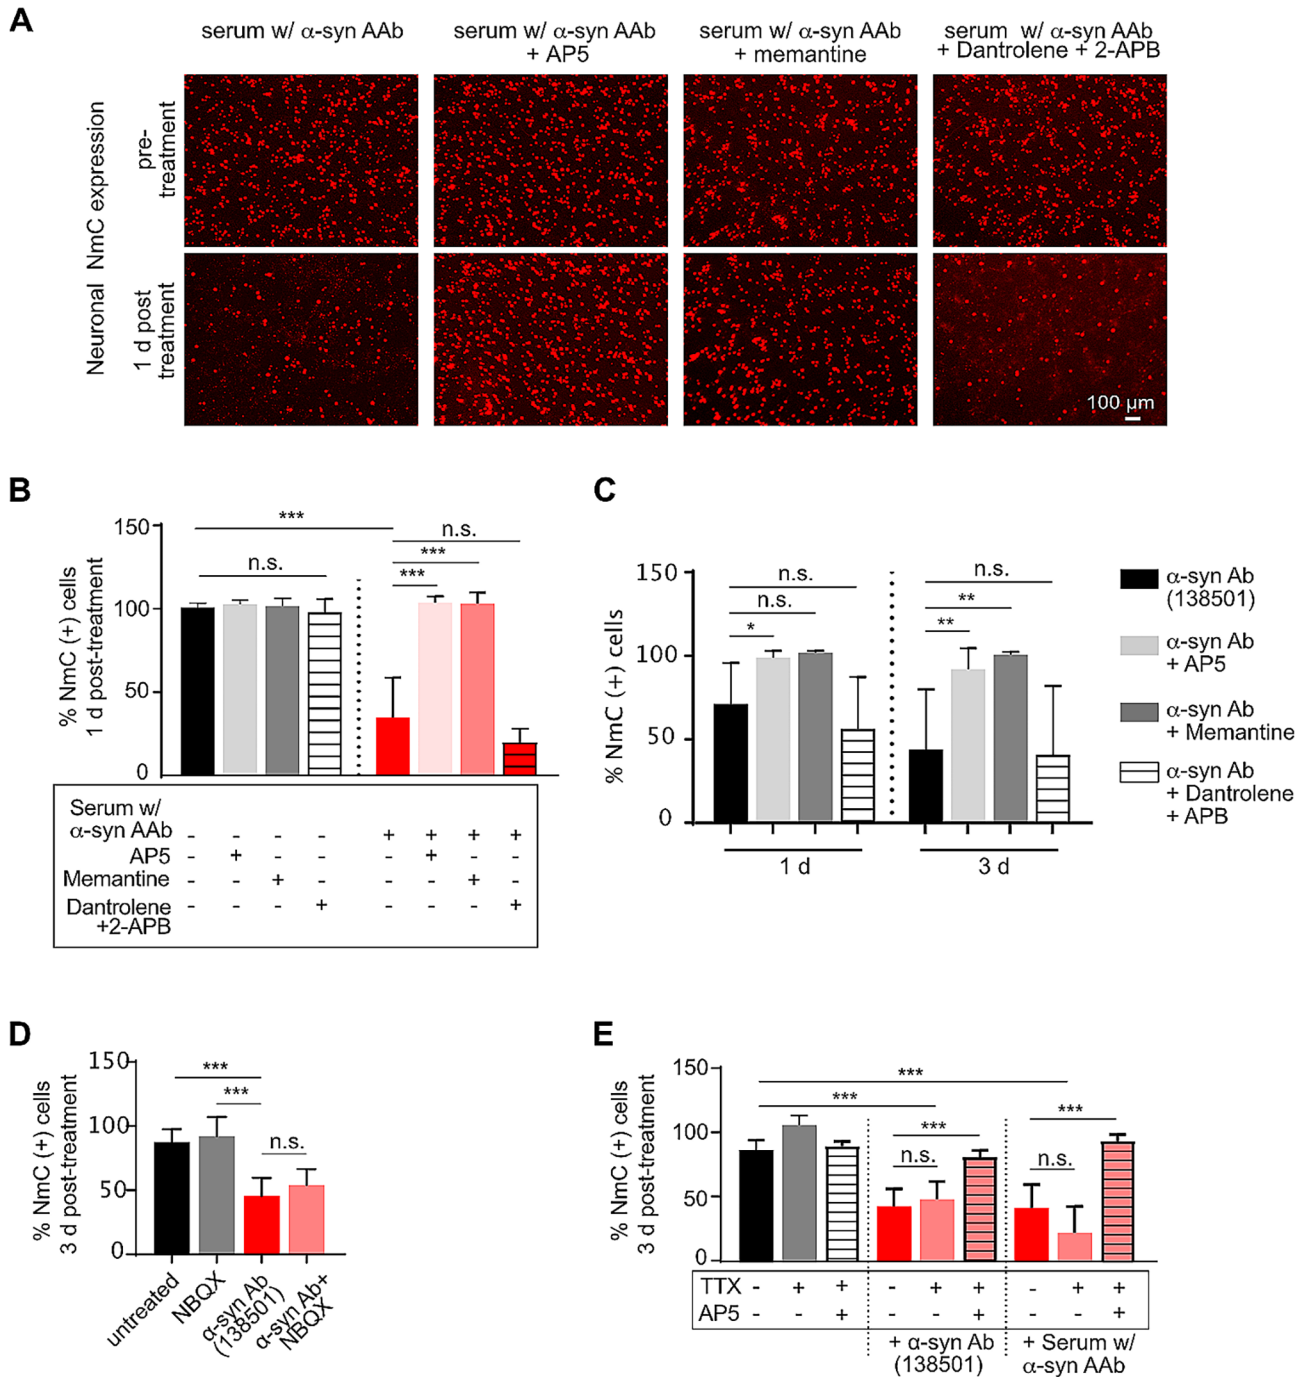 A
serum w/ α-syn AAb
serum w/ α-syn AAb
+ AP5
serum w/ α-syn AAb
+ memantine
serum w/ α-syn AAb
+ Dantrolene + 2-APB
Neuronal NmC expression
pre-
treatment
1 d post
treatment
100 µm
B
% NmC (+) cells
1 d post-treatment
150
100
50
0
n.s.
***
***
***
n.s.
Serum w/
α-syn AAb
- - - - + + + +
AP5
- + - - - + - -
Memantine
- - + - - - + -
Dantrolene
+2-APB
- - - + - - - +
C
% NmC (+) cells
150
100
50
0
n.s.
n.s.
*
n.s.
**
**
1 d
3 d
α-syn Ab
(138501)
α-syn Ab
+ AP5
α-syn Ab
+ Memantine
α-syn Ab
+ Dantrolene
+ APB
D
% NmC (+) cells
3 d post-treatment
150
100
50
0
***
***
n.s.
untreated
NBQX
α-syn Ab
(138501)
α-syn Ab+
NBQX
E
% NmC (+) cells
3 d post-treatment
150
100
50
0
***
***
***
n.s.
***
n.s.
TTX - + + - + + - + +
AP5 + + +
+ α-syn Ab
(138501)
+ Serum w/
α-syn AAb